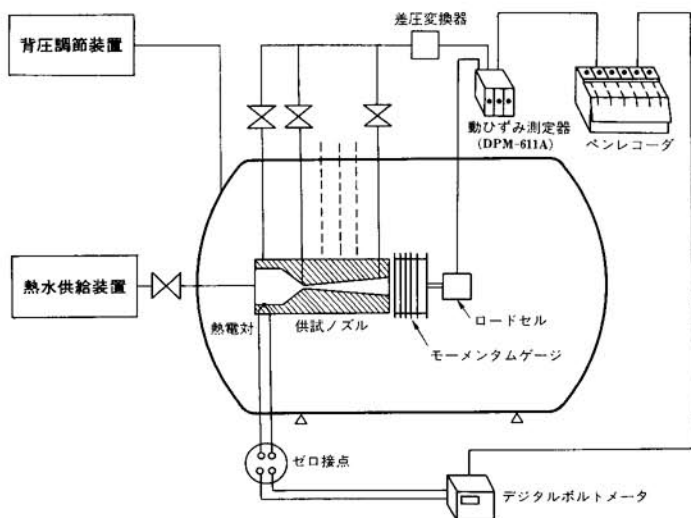 差圧変換器
背圧調節装置
動ひずみ測定器
(DPM-611A)
ペンレコーダ
熱水供給装置
熱電対
供試ノズル
ロードセル
モーメンタムゲージ
ゼロ接点
デジタルボルトメータ